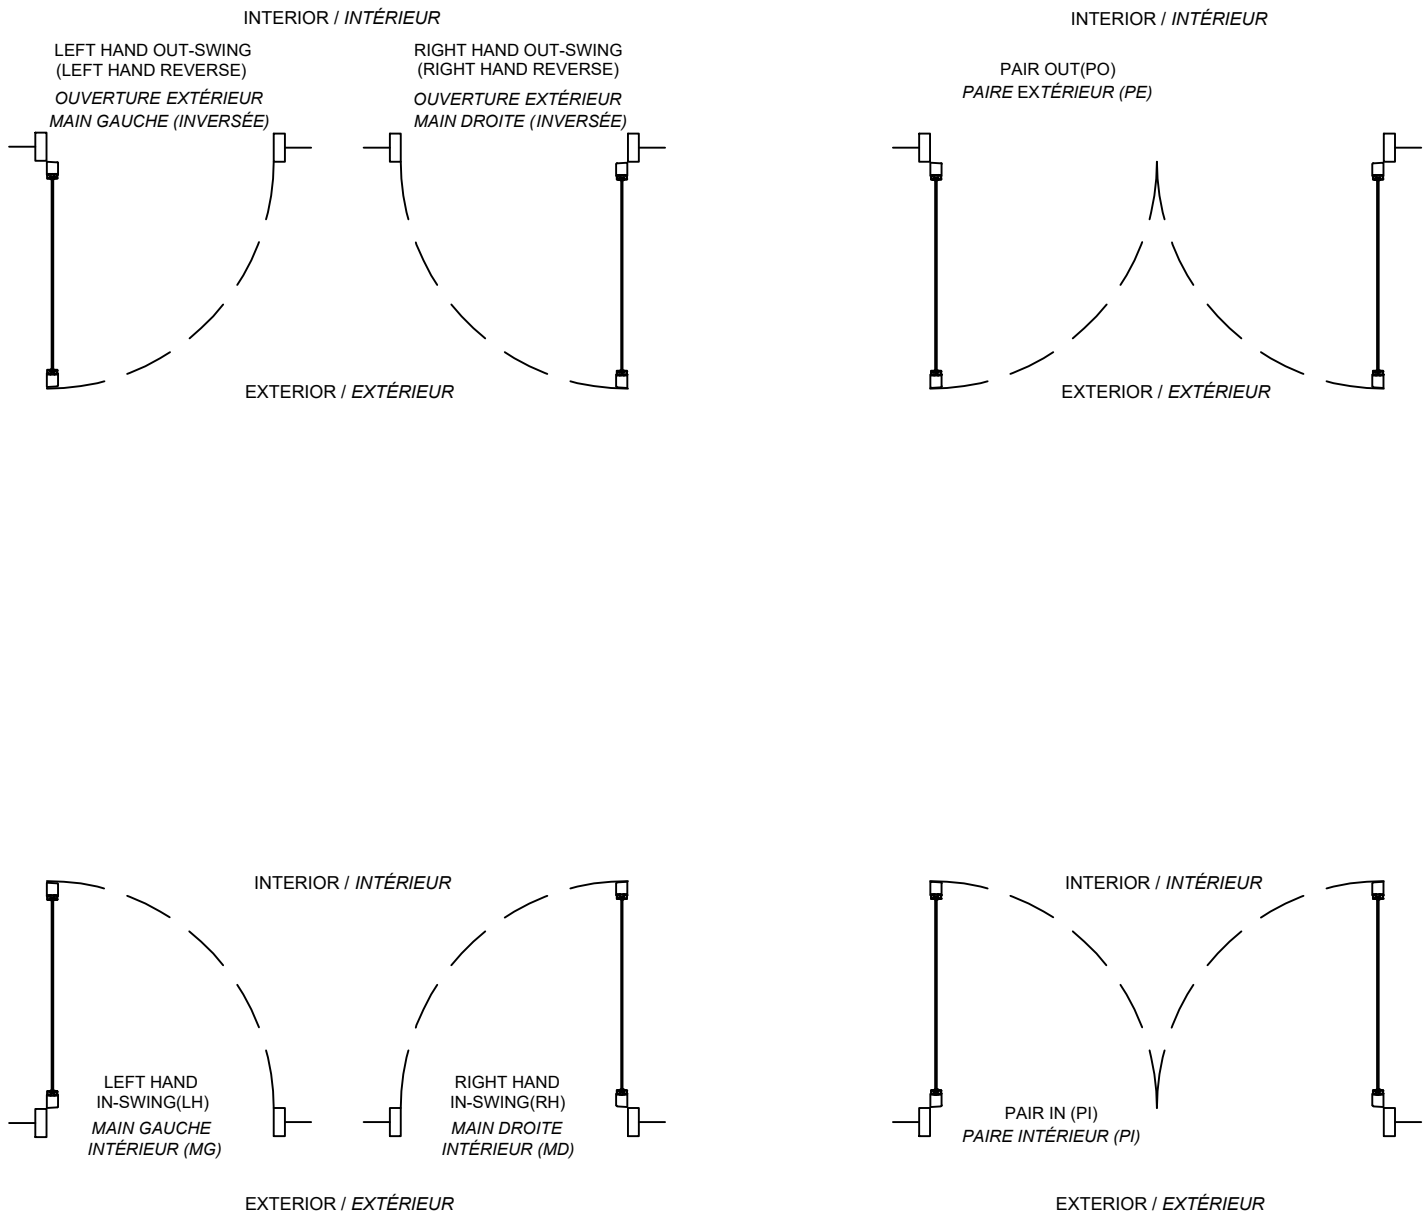 INTERIOR / INTÉRIEUR
LEFT HAND OUT-SWING
(LEFT HAND REVERSE)
OUVERTURE EXTÉRIEUR
MAIN GAUCHE (INVERSÉE)
RIGHT HAND OUT-SWING
(RIGHT HAND REVERSE)
OUVERTURE EXTÉRIEUR
MAIN DROITE (INVERSÉE)
EXTERIOR / EXTÉRIEUR
INTERIOR / INTÉRIEUR
PAIR OUT(PO)
PAIRE EXTÉRIEUR (PE)
EXTERIOR / EXTÉRIEUR
INTERIOR / INTÉRIEUR
LEFT HAND
IN-SWING(LH)
MAIN GAUCHE
INTÉRIEUR (MG)
RIGHT HAND
IN-SWING(RH)
MAIN DROITE
INTÉRIEUR (MD)
EXTERIOR / EXTÉRIEUR
INTERIOR / INTÉRIEUR
PAIR IN (PI)
PAIRE INTÉRIEUR (PI)
EXTERIOR / EXTÉRIEUR